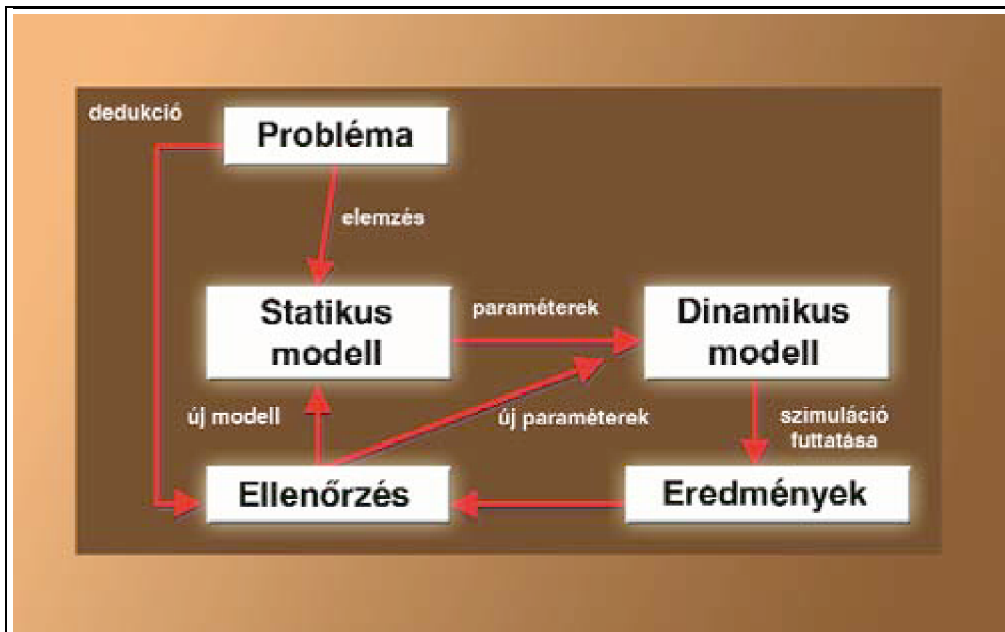 dedukció
Probléma
elemzés
Statikus
modell
paraméterek
Dinamikus
modell
új modell
új paraméterek
szimuláció
futtatása
Ellenőrzés
Eredmények